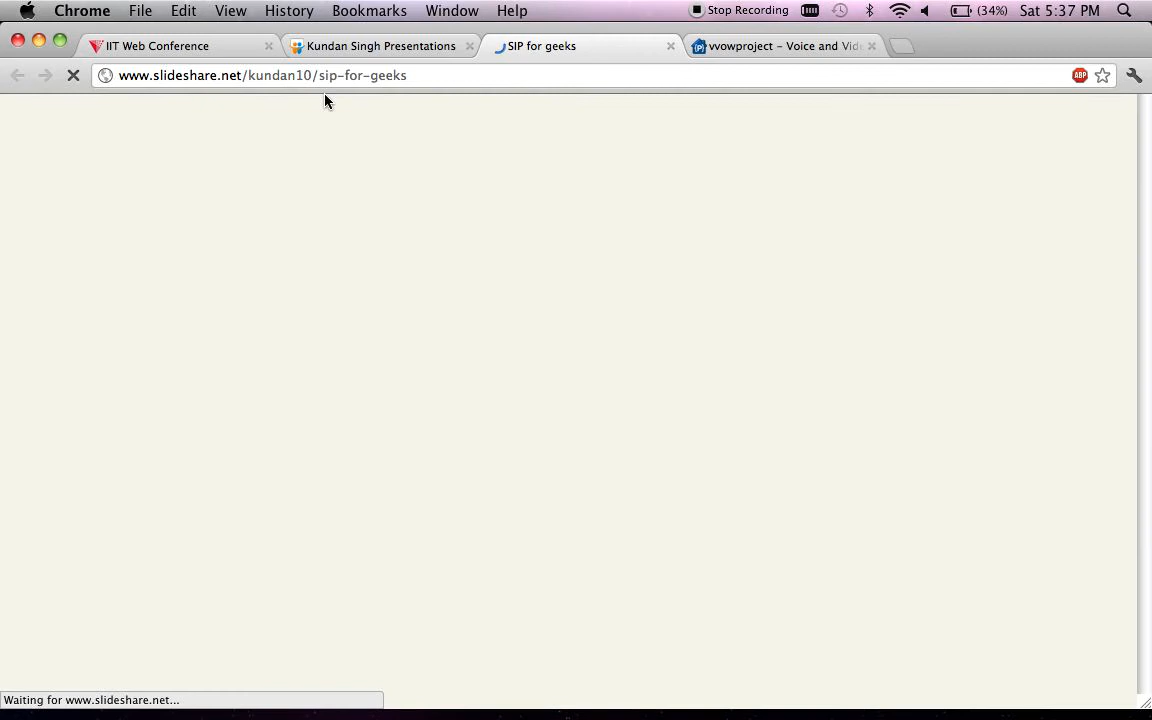 Chrome File Edit View History Bookmarks Window Help Stop Recording (34%) Sat 5:37 PM
IIT Web Conference Kundan Singh Presentations SIP for geeks vvowproject – Voice and Vid
www.slideshare.net/kundan10/sip-for-geeks ABP
Waiting for www.slideshare.net...